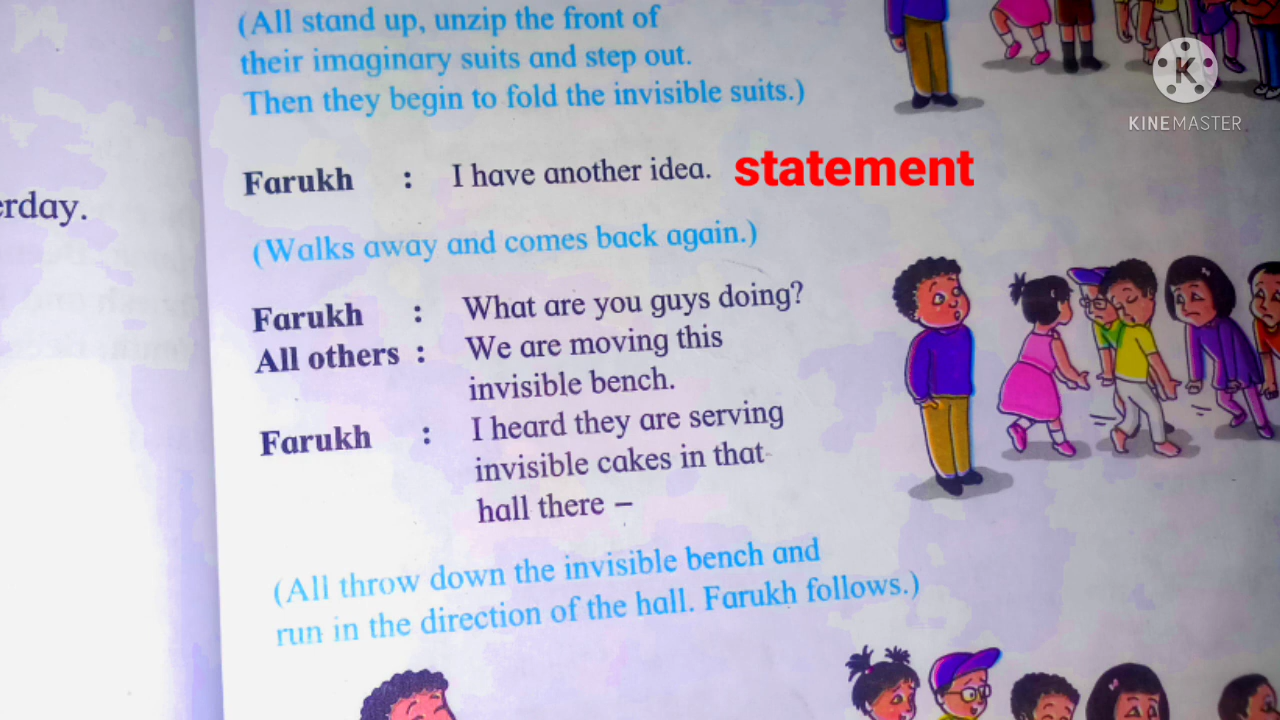 (All stand up, unzip the front of
their imaginary suits and step out.
Then they begin to fold the invisible suits.)
KINEMASTER
Farukh : I have another idea. statement
erday.
(Walks away and comes back again.)
Farukh : What are you guys doing?
All others : We are moving this
invisible bench.
Farukh : I heard they are serving
invisible cakes in that
hall there –
(All throw down the invisible bench and
run in the direction of the hall. Farukh follows.)